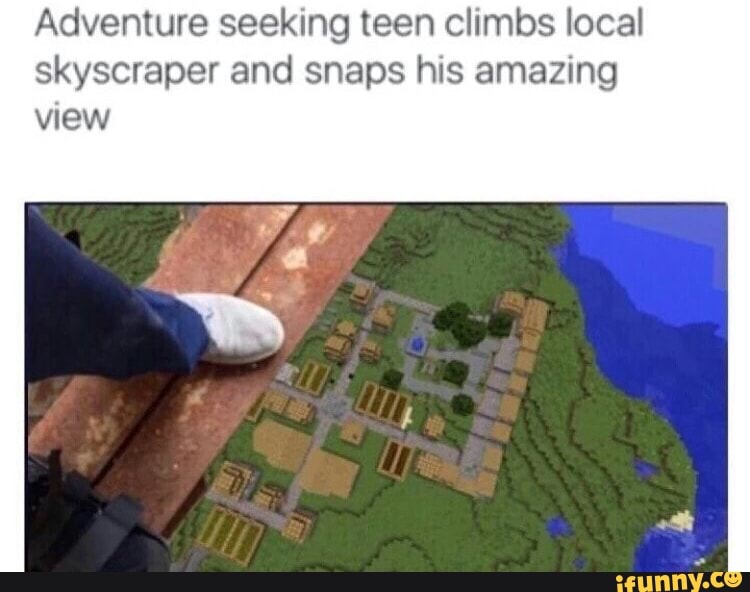 Adventure seeking teen climbs local
skyscraper and snaps his amazing
view
ifunny.co